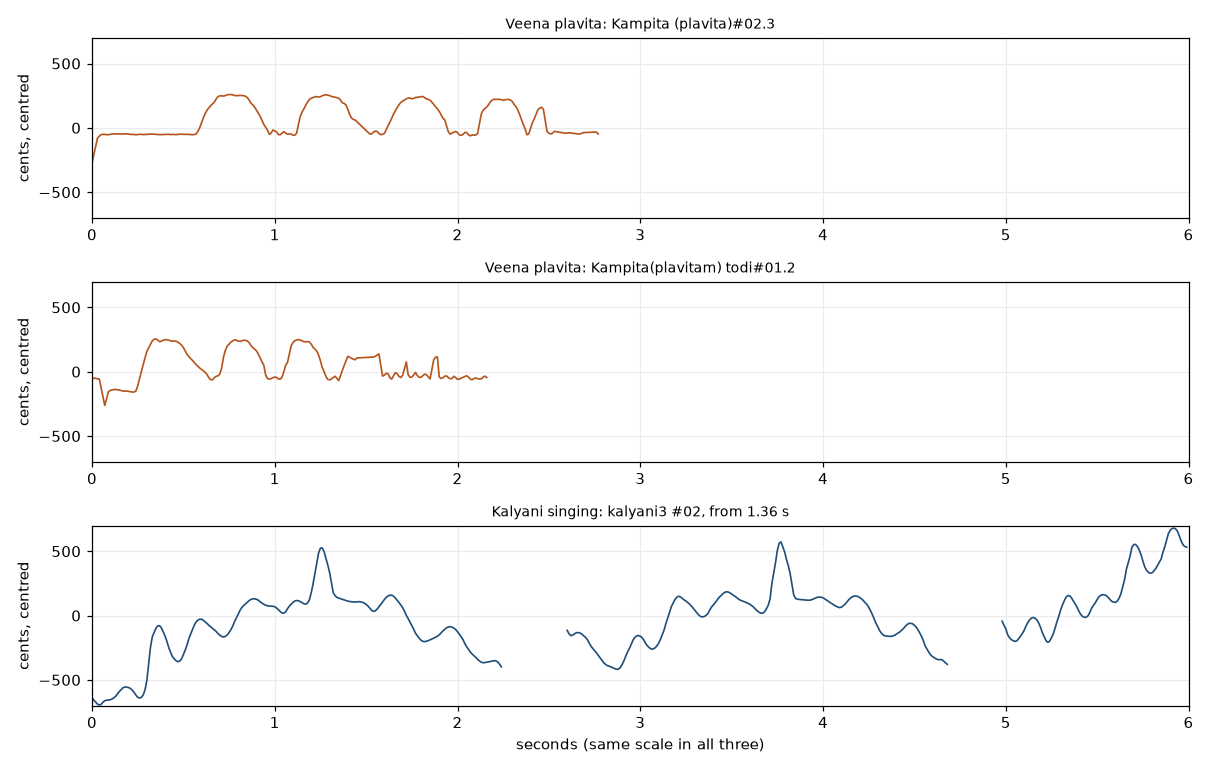 Veena plavita: Kampita (plavita)#02.3
cents, centred
500
0
−500
0 1 2 3 4 5 6
Veena plavita: Kampita(plavitam) todi#01.2
cents, centred
500
0
−500
0 1 2 3 4 5 6
Kalyani singing: kalyani3 #02, from 1.36 s
cents, centred
500
0
−500
0 1 2 3 4 5 6
seconds (same scale in all three)